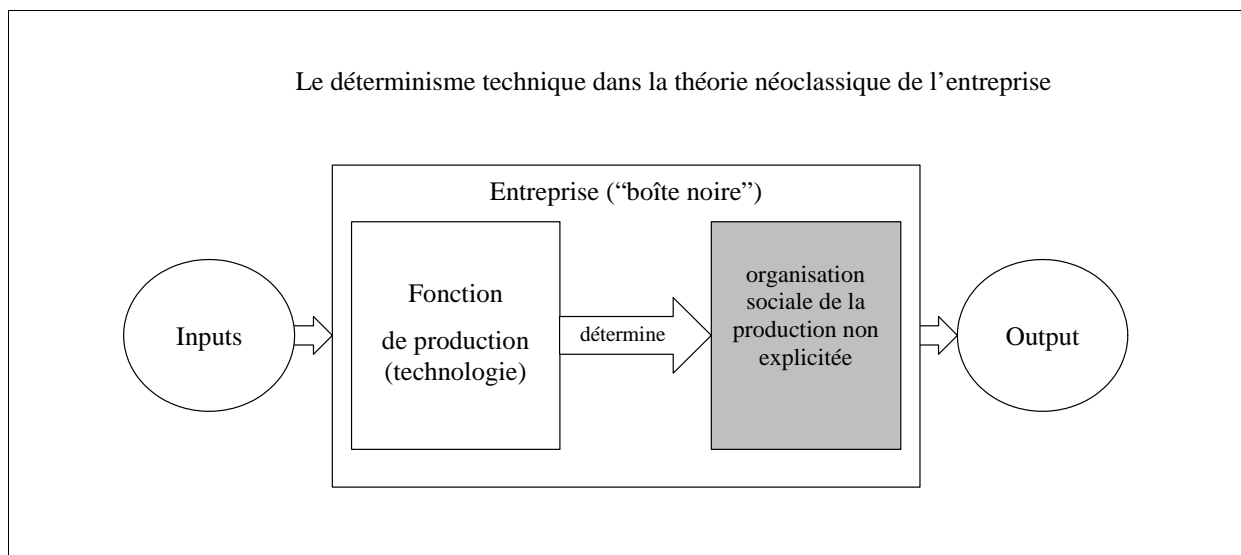 Le déterminisme technique dans la théorie néoclassique de l’entreprise
Entreprise (“boîte noire”)
Inputs
Fonction
de production
(technologie)
détermine
organisation
sociale de la
production non
explicitée
Output